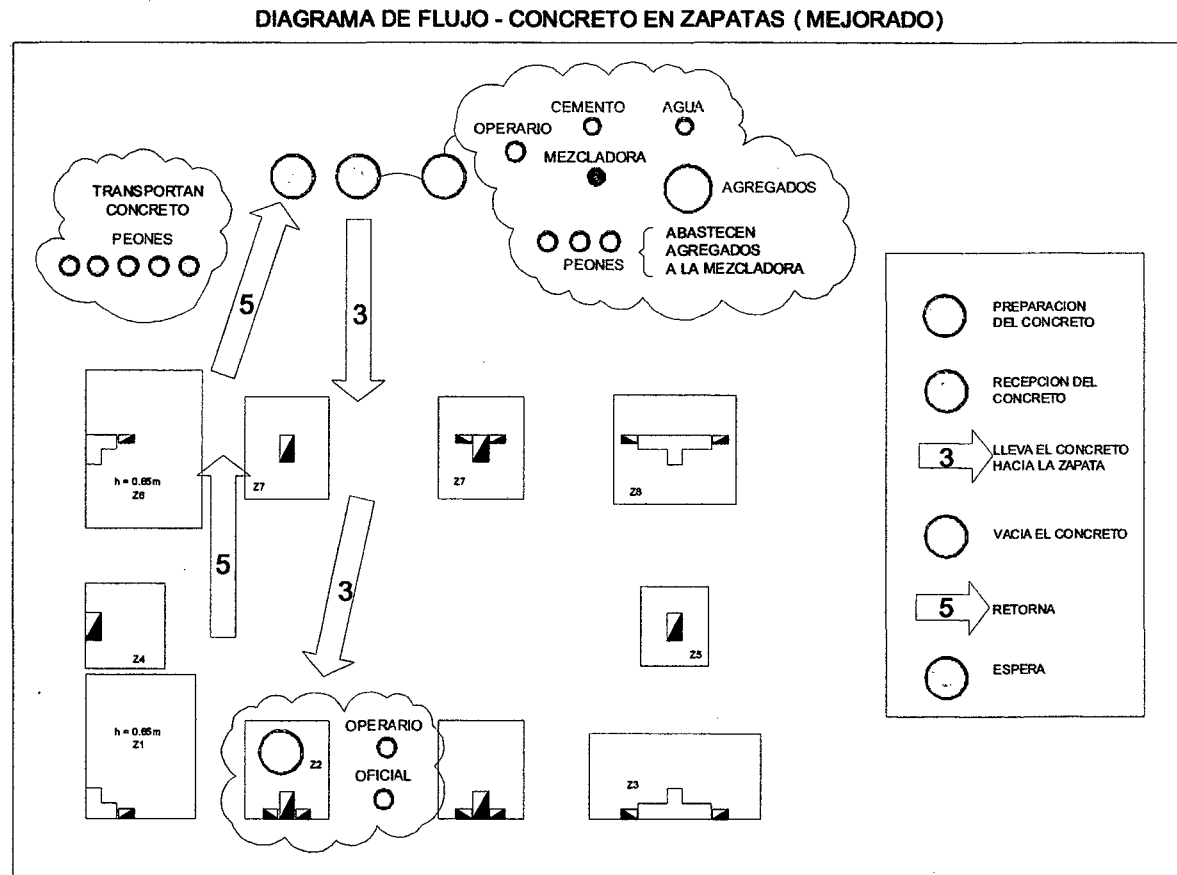 DIAGRAMA DE FLUJO - CONCRETO EN ZAPATAS ( MEJORADO)
CEMENTO
AGUA
OPERARIO
MEZCLADORA
AGREGADOS
ABASTECEN
AGREGADOS
A LA MEZCLADORA
PEONES
TRANSPORTAN
CONCRETO
PEONES
5
3
PREPARACION
DEL CONCRETO
RECEPCION DEL
CONCRETO
3
LLEVA EL CONCRETO
HACIA LA ZAPATA
VACIA EL CONCRETO
5
RETORNA
ESPERA
h = 0.65m
Z6
Z7
Z7
Z8
5
3
Z4
Z5
h = 0.65m
Z1
Z2
OPERARIO
OFICIAL
Z3